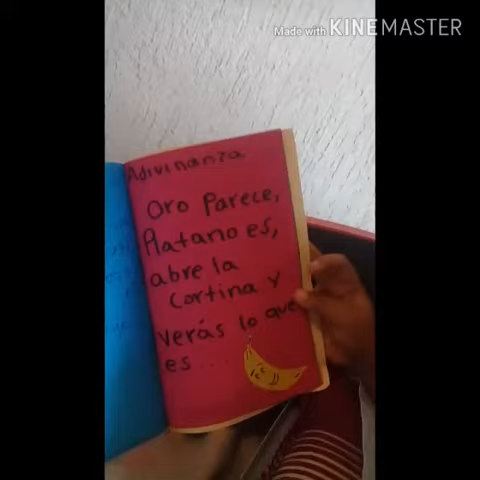 Made with KINEMASTER
Adivinanza
Oro Parece,
Platano es,
abre la
Cortina y
verás lo que
es...